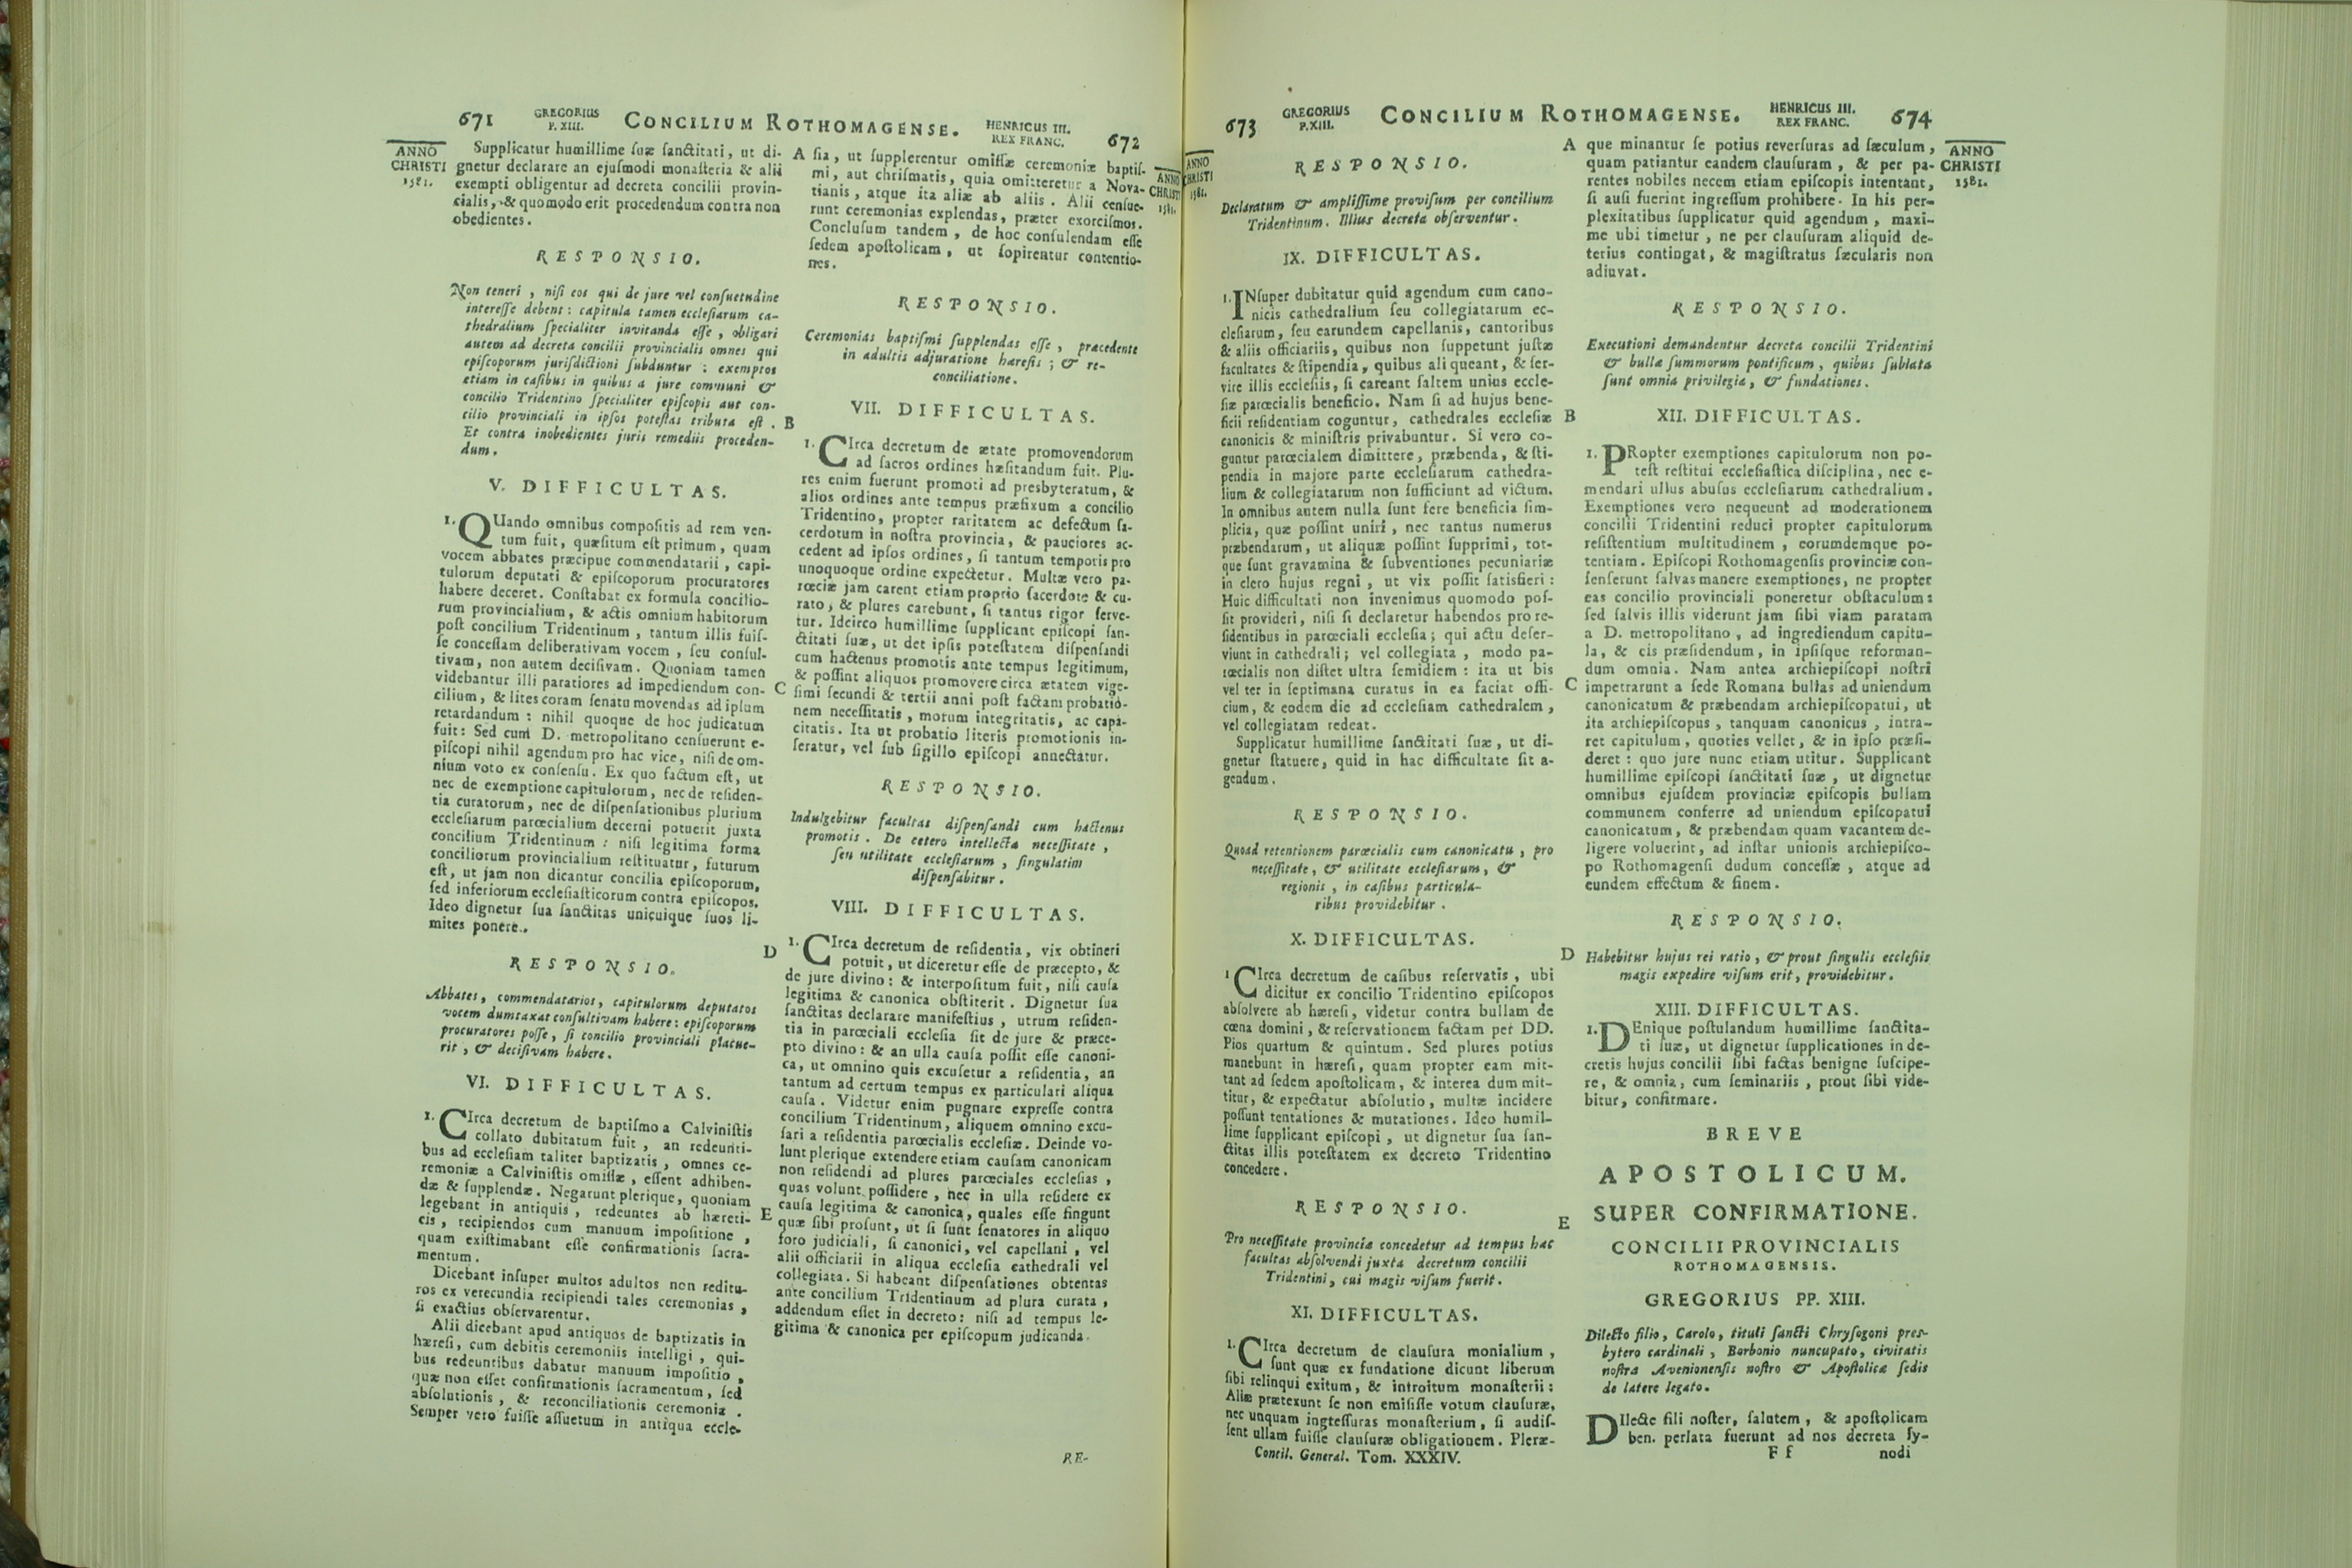 671 GREGORIUS P. XIII. CONCILIUM ROTHOMAGENSE. HENRICUS III. REX FRANC. 672
ANNO
CHRISTI
1581.
Supplicatur humillime ſuæ ſanctitati, ut di-
gnetur declarare an ejuſmodi monaſteria & alii
exempti obligentur ad decreta concilii provin-
cialis, & quomodo erit procedendum contra non
obedientes.
RESPONSIO.
Non teneri, niſi eos qui de jure vel conſuetudine
intereſſe debent: capitula tamen eccleſiarum ca-
thedralium ſpecialiter invitanda eſſe, obligari
autem ad decreta concilii provincialis omnes qui
epiſcoporum juriſdictioni ſubduntur: exemptos
etiam in caſibus in quibus a jure communi &
concilio Tridentino ſpecialiter epiſcopis aut con-
cilio provinciali in ipſos poteſtas tributa eſt.
Et contra inobedientes juris remediis proceden-
dum.
V. DIFFICULTAS.
1. QUando omnibus compoſitis ad rem ven-
tum fuit, quæſitum eſt primum, quam
vocem abbates præcipue commendatarii, capi-
tulorum deputati & epiſcoporum procuratores
habere deceret. Conſtabat ex formula concilio-
rum provincialium, & actis omnium habitorum
poſt concilium Tridentinum, tantum illis fuiſ-
ſe conceſſam deliberativam vocem, ſeu conſul-
tivam, non autem deciſivam. Quoniam tamen
videbantur illi paratiores ad impediendum con-
cilium, & lites coram ſenatu movendas ad ipſum
retardandum: nihil quoque de hoc judicatum
fuit: Sed cum D. metropolitano cenſuerunt e-
piſcopi nihil agendum pro hac vice, niſi de om-
nium voto ex conſenſu. Ex quo factum eſt, ut
nec de exemptione capitulorum, nec de reſiden-
tia curatorum, nec de diſpenſationibus plurium
eccleſiarum parœcialium decerni potuerit juxta
concilium Tridentinum: niſi legitima forma
conciliorum provincialium reſtituatur, futurum
eſt, ut jam non dicantur concilia epiſcoporum,
ſed inferiorum eccleſiaſticorum contra epiſcopos.
Ideo dignetur ſua ſanctitas unicuique ſuos li-
mites ponere.
RESPONSIO.
Abbates, commendatarios, capitulorum deputatos
vocem dumtaxat conſultivam habere: epiſcoporum
procuratores poſſe, ſi concilio provinciali placue-
rit, & deciſivam habere.
VI. DIFFICULTAS.
1. CIrca decretum de baptiſmo a Calviniſtis
collato dubitatum fuit, an redeunti-
bus ad eccleſiam taliter baptizatis, omnes ce-
remoniæ a Calviniſtis omiſſæ, eſſent adhiben-
dæ & ſupplendæ. Negarunt plerique, quoniam
legebant in antiquis, redeuntes ab hæreti-
cis, recipiendos cum manuum impoſitione,
quam exiſtimabant eſſe confirmationis ſacra-
mentum.
Dicebant inſuper multos adultos non reditu-
ros ex verecundia recipiendi tales ceremonias,
ſi exactius obſervarentur.
Alii dicebant apud antiquos de baptizatis in
hæreſi, cum debitis ceremoniis intelligi, qui-
bus redeuntibus dabatur manuum impoſitio,
quæ non eſſet confirmationis ſacramentum, ſed
abſolutionis, & reconciliationis ceremonia.
Semper vero fuiſſe aſſuetum in antiqua eccle-
A
B
C
D
E
ſia, ut ſupplerentur omiſſæ ceremoniæ baptiſ-
mi, aut chriſmatis, quia omitteretur a Nova-
tianis, atque ita aliæ ab aliis. Alii cenſue-
runt ceremonias explendas, præter exorciſmos.
Concluſum tandem, de hoc conſulendam eſſe
ſedem apoſtolicam, ut ſopirentur contentio-
nes.
RESPONSIO.
Ceremonias baptiſmi ſupplendas eſſe, præcedente
in adultis adjuratione hæreſis; & re-
conciliatione.
VII. DIFFICULTAS.
1. CIrca decretum de ætate promovendorum
ad ſacros ordines hæſitandum fuit. Plu-
res enim fuerunt promoti ad presbyteratum, &
alios ordines ante tempus præfixum a concilio
Tridentino, propter raritatem ac defectum ſa-
cerdotum in noſtra provincia, & pauciores ac-
cedent ad ipſos ordines, ſi tantum temporis pro
unoquoque ordine expectetur. Multæ vero pa-
rœciæ jam carent etiam proprio ſacerdote & cu-
rato, & plures carebunt, ſi tantus rigor ſerve-
tur. Idcirco humillime ſupplicant epiſcopi ſan-
ctitati ſuæ, ut det ipſis poteſtatem diſpenſandi
cum hactenus promotis ante tempus legitimum,
& poſſint aliquos promovere circa ætatem vige-
ſimi ſecundi & tertii anni poſt factam probatio-
nem neceſſitatis, morum integritatis, ac capa-
citatis. Ita ut probatio literis promotionis in-
ſeratur, vel ſub ſigillo epiſcopi annectatur.
RESPONSIO.
Indulgebitur facultas diſpenſandi cum hactenus
promotis. De cetero intellecta neceſſitate,
ſeu utilitate eccleſiarum, ſingulatim
diſpenſabitur.
VIII. DIFFICULTAS.
1. CIrca decretum de reſidentia, vix obtineri
potuit, ut diceretur eſſe de præcepto, &
de jure divino: & interpoſitum fuit, niſi cauſa
legitima & canonica obſtiterit. Dignetur ſua
ſanctitas declarare manifeſtius, utrum reſiden-
tia in parœciali eccleſia ſit de jure & præce-
pto divino: & an ulla cauſa poſſit eſſe canoni-
ca, ut omnino quis excuſetur a reſidentia, an
tantum ad certum tempus ex particulari aliqua
cauſa. Videtur enim pugnare expreſſe contra
concilium Tridentinum, aliquem omnino excu-
ſari a reſidentia parœcialis eccleſiæ. Deinde vo-
lunt plerique extendere etiam cauſam canonicam
non reſidendi ad plures parœciales eccleſias,
quas volunt poſſidere, nec in ulla reſidere ex
cauſa legitima & canonica, quales eſſe fingunt
quæ ſibi proſunt, ut ſi ſunt ſenatores in aliquo
foro judiciali, ſi canonici, vel capellani, vel
alii officiarii in aliqua eccleſia cathedrali vel
collegiata. Si habeant diſpenſationes obtentas
ante concilium Tridentinum ad plura curata,
addendum eſſet in decreto: niſi ad tempus le-
gitima & canonica per epiſcopum judicanda.
RE-
ANNO
CHRISTI
1581.
673 GREGORIUS P. XIII. CONCILIUM ROTHOMAGENSE. HENRICUS III. REX FRANC. 674
ANNO
CHRISTI
1581.
RESPONSIO.
Declaratum & ampliſſime proviſum per concilium
Tridentinum. Illius decreta obſerventur.
IX. DIFFICULTAS.
1. INſuper dubitatur quid agendum cum cano-
nicis cathedralium ſeu collegiatarum ec-
cleſiarum, ſeu earundem capellanis, cantoribus
& aliis officiariis, quibus non ſuppetunt juſtæ
facultates & ſtipendia, quibus ali queant, & ſer-
vire illis eccleſiis, ſi careant ſaltem unius eccle-
ſiæ parœcialis beneficio. Nam ſi ad hujus bene-
ficii reſidentiam coguntur, cathedrales eccleſiæ
canonicis & miniſtris privabuntur. Si vero co-
guntur parœcialem dimittere, præbenda, & ſti-
pendia in majore parte eccleſiarum cathedra-
lium & collegiatarum non ſufficiunt ad victum.
In omnibus autem nulla ſunt fere beneficia ſim-
plicia, quæ poſſint uniri, nec tantus numerus
præbendarum, ut aliquæ poſſint ſupprimi, tot-
que ſunt gravamina & ſubventiones pecuniariæ
in clero hujus regni, ut vix poſſit ſatisfieri:
Huic difficultati non invenimus quomodo poſ-
ſit provideri, niſi ſi declaretur habendos pro re-
ſidentibus in parœciali eccleſia; qui actu deſer-
viunt in cathedrali; vel collegiata, modo pa-
rœcialis non diſtet ultra ſemidiem: ita ut bis
vel ter in ſeptimana curatus in ea faciat offi-
cium, & eodem die ad eccleſiam cathedralem,
vel collegiatam redeat.
Supplicatur humillime ſanctitati ſuæ, ut di-
gnetur ſtatuere, quid in hac difficultate ſit a-
gendum.
RESPONSIO.
Quoad retentionem parœcialis cum canonicatu, pro
neceſſitate, & utilitate eccleſiarum, &
regionis, in caſibus particula-
ribus providebitur.
X. DIFFICULTAS.
1 CIrca decretum de caſibus reſervatis, ubi
dicitur ex concilio Tridentino epiſcopos
abſolvere ab hæreſi, videtur contra bullam de
cœna domini, & reſervationem factam per DD.
Pios quartum & quintum. Sed plures potius
manebunt in hæreſi, quam propter eam mit-
tant ad ſedem apoſtolicam, & interea dum mit-
titur, & expectatur abſolutio, multæ incidere
poſſunt tentationes & mutationes. Ideo humil-
lime ſupplicant epiſcopi, ut dignetur ſua ſan-
ctitas illis poteſtatem ex decreto Tridentino
concedere.
RESPONSIO.
Pro neceſſitate provinciæ concedetur ad tempus hæc
facultas abſolvendi juxta decretum concilii
Tridentini, cui magis viſum fuerit.
XI. DIFFICULTAS.
1. CIrca decretum de clauſura monialium,
ſunt quæ ex fundatione dicunt liberum
ſibi relinqui exitum, & introitum monaſterii:
Aliæ prætexunt ſe non emiſiſſe votum clauſuræ,
nec unquam ingreſſuras monaſterium, ſi audiſ-
ſent ullam fuiſſe clauſuræ obligationem. Pleræ-
Concil. General. Tom. XXXIV.
A
B
C
D
E
que minantur ſe potius reverſuras ad ſæculum,
quam patiantur eandem clauſuram, & per pa-
rentes nobiles necem etiam epiſcopis intentant,
ſi auſi fuerint ingreſſum prohibere. In his per-
plexitatibus ſupplicatur quid agendum, maxi-
me ubi timetur, ne per clauſuram aliquid de-
terius contingat, & magiſtratus ſæcularis non
adiuvat.
RESPONSIO.
Executioni demandentur decreta concilii Tridentini
& bullæ ſummorum pontificum, quibus ſublata
ſunt omnia privilegia, & fundationes.
XII. DIFFICULTAS.
1. PRopter exemptiones capitulorum non po-
teſt reſtitui eccleſiaſtica diſciplina, nec e-
mendari ullus abuſus eccleſiarum cathedralium.
Exemptiones vero nequeunt ad moderationem
concilii Tridentini reduci propter capitulorum
reſiſtentium multitudinem, eorumdemque po-
tentiam. Epiſcopi Rothomagenſis provinciæ con-
ſenſerunt ſalvas manere exemptiones, ne propter
eas concilio provinciali poneretur obſtaculum:
ſed ſalvis illis viderunt jam ſibi viam paratam
a D. metropolitano, ad ingrediendum capitu-
la, & eis præſidendum, in ipſiſque reforman-
dum omnia. Nam antea archiepiſcopi noſtri
impetrarunt a ſede Romana bullas ad uniendum
canonicatum & præbendam archiepiſcopatui, ut
ita archiepiſcopus, tanquam canonicus, intra-
ret capitulum, quoties vellet, & in ipſo præſi-
deret: quo jure nunc etiam utitur. Supplicant
humillime epiſcopi ſanctitati ſuæ, ut dignetur
omnibus ejuſdem provinciæ epiſcopis bullam
communem conferre ad uniendum epiſcopatui
canonicatum, & præbendam quam vacantem de-
ligere voluerint, ad inſtar unionis archiepiſco-
po Rothomagenſi dudum conceſſæ, atque ad
eundem effectum & finem.
RESPONSIO.
Habebitur hujus rei ratio, & prout ſingulis eccleſiis
magis expedire viſum erit, providebitur.
XIII. DIFFICULTAS.
1. DEnique poſtulandum humillime ſanctita-
ti ſuæ, ut dignetur ſupplicationes in de-
cretis hujus concilii ſibi factas benigne ſuſcipe-
re, & omnia, cum ſeminariis, prout ſibi vide-
bitur, confirmare.
BREVE
APOSTOLICUM.
SUPER CONFIRMATIONE.
CONCILII PROVINCIALIS
ROTHOMAGENSIS.
GREGORIUS PP. XIII.
Dilecto filio, Carolo, tituli ſancti Chryſogoni pres-
bytero cardinali, Borbonio nuncupato, civitatis
noſtræ Avenionenſis noſtro & Apoſtolicæ ſedis
de latere legato.
DIlecte fili noſter, ſalutem, & apoſtolicam
ben. perlata fuerunt ad nos decreta ſy-
F f nodi
ANNO
CHRISTI
1581.